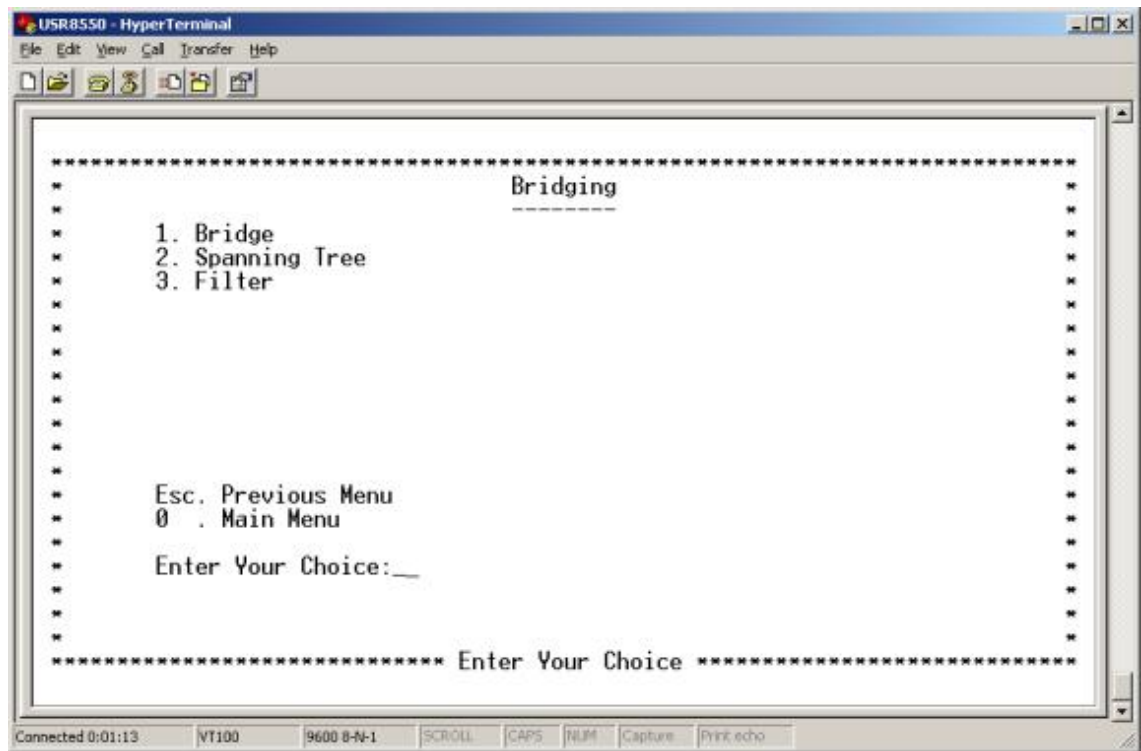 USR8550 - HyperTerminal
File Edit View Call Transfer Help
********************************************************************************
* Bridging *
* -------- *
* 1. Bridge *
* 2. Spanning Tree *
* 3. Filter *
* *
* *
* *
* *
* *
* *
* *
* *
* Esc. Previous Menu *
* 0 . Main Menu *
* *
* Enter Your Choice:__ *
* *
* *
* *
****************************** Enter Your Choice *****************************
Connected 0:01:13 VT100 9600 8-N-1 SCROLL CAPS NUM Capture Print echo